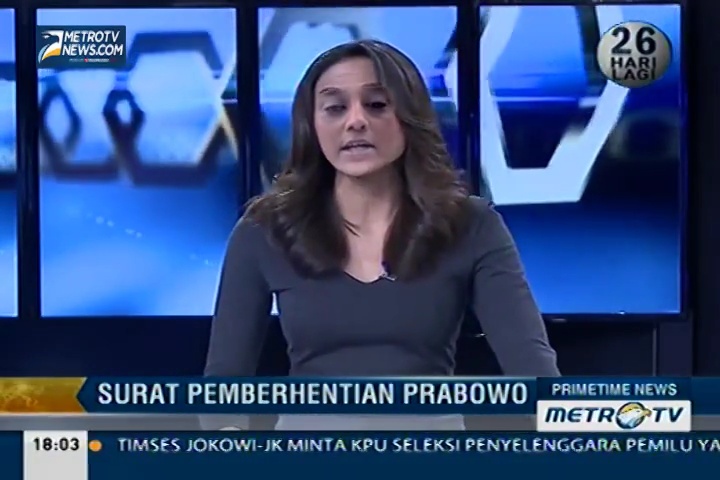 METROTV
NEWS.COM
26
HARI
LAGI
SURAT PEMBERHENTIAN PRABOWO
PRIMETIME NEWS
METRO TV
18:03
TIMSES JOKOWI-JK MINTA KPU SELEKSI PENYELENGGARA PEMILU YA